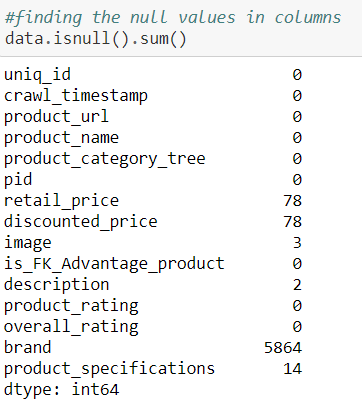 #finding the null values in columns
data.isnull().sum()
uniq_id 0
crawl_timestamp 0
product_url 0
product_name 0
product_category_tree 0
pid 0
retail_price 78
discounted_price 78
image 3
is_FK_Advantage_product 0
description 2
product_rating 0
overall_rating 0
brand 5864
product_specifications 14
dtype: int64